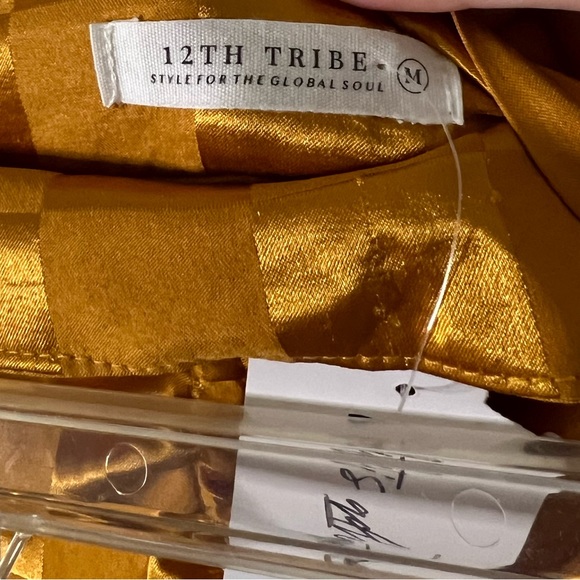 12TH TRIBE. M
STYLE FOR THE GLOBAL SOUL